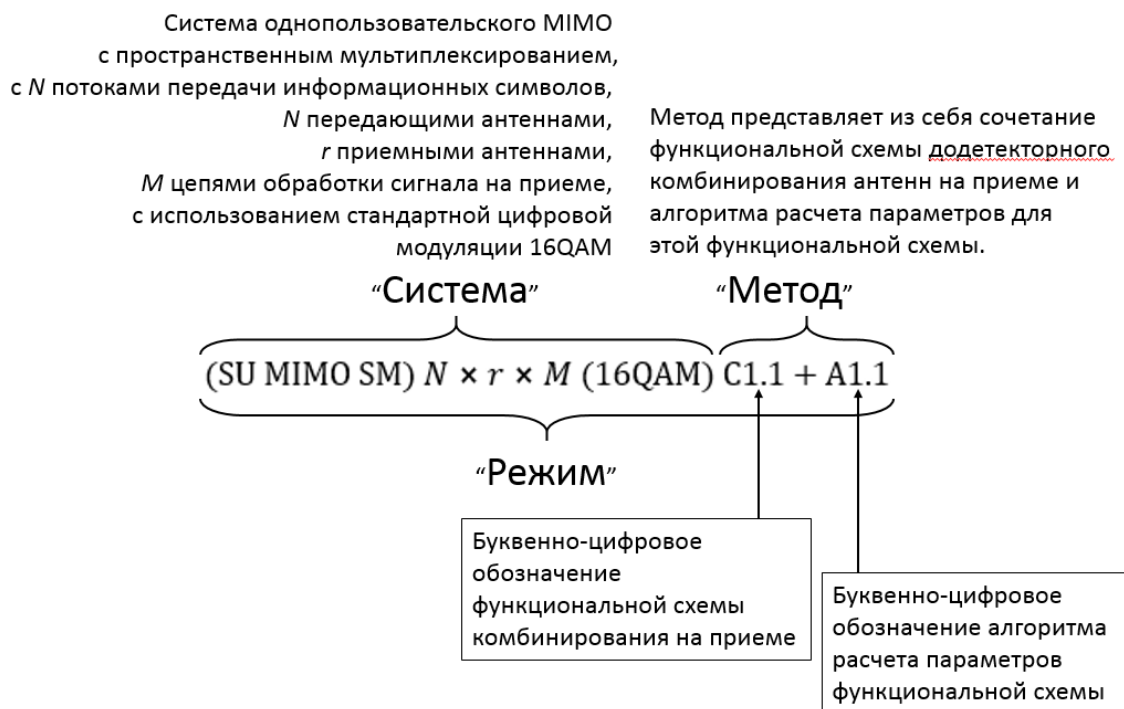 Система однопользовательского MIMO
с пространственным мультиплексированием,
с N потоками передачи информационных символов,
N передающими антеннами,
r приемными антеннами,
M цепями обработки сигнала на приеме,
с использованием стандартной цифровой
модуляции 16QAM
Метод представляет из себя сочетание
функциональной схемы додетекторного
комбинирования антенн на приеме и
алгоритма расчета параметров для
этой функциональной схемы.
“Система”
“Метод”
(SU MIMO SM) N × r × M (16QAM) C1.1 + A1.1
“Режим”
Буквенно-цифровое
обозначение
функциональной схемы
комбинирования на приеме
Буквенно-цифровое
обозначение алгоритма
расчета параметров
функциональной схемы